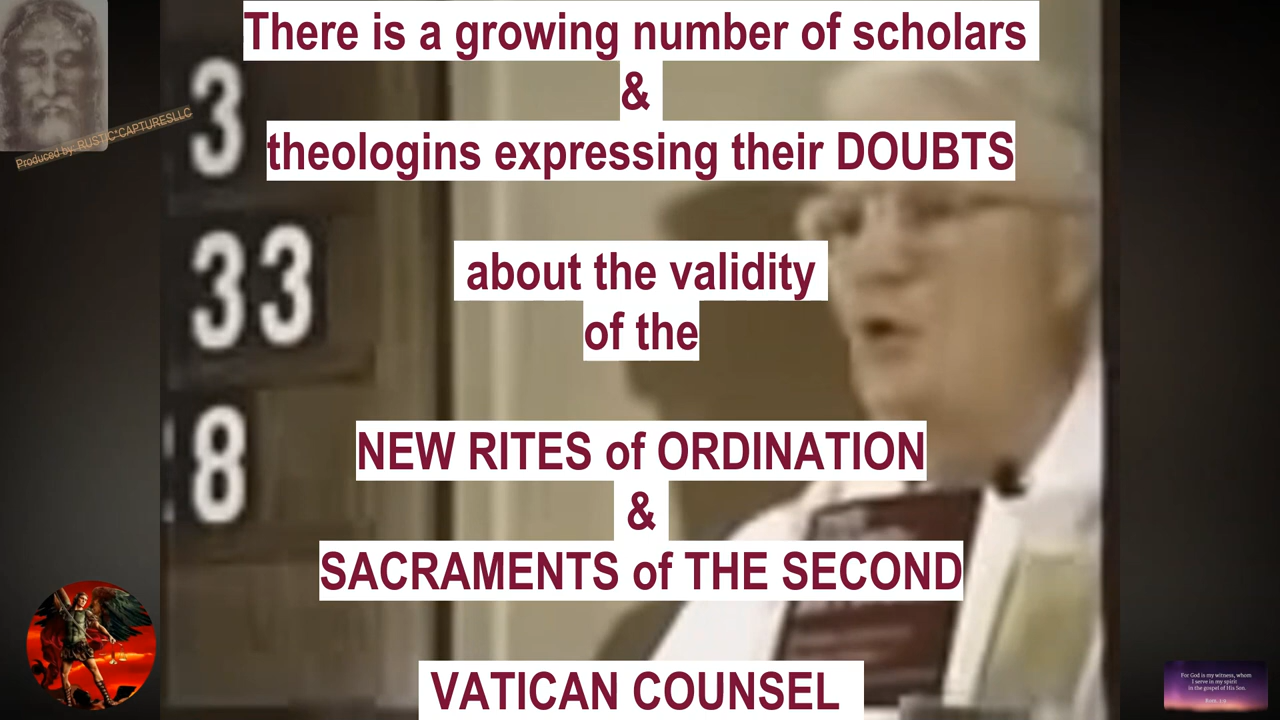 There is a growing number of scholars
&
theologins expressing their DOUBTS
about the validity
of the
NEW RITES of ORDINATION
&
SACRAMENTS of THE SECOND
VATICAN COUNSEL
Produced by: RUSTIC*CAPTURESLLC
3
33
8
For God is my witness, whom
I serve in my spirit
in the gospel of His Son.